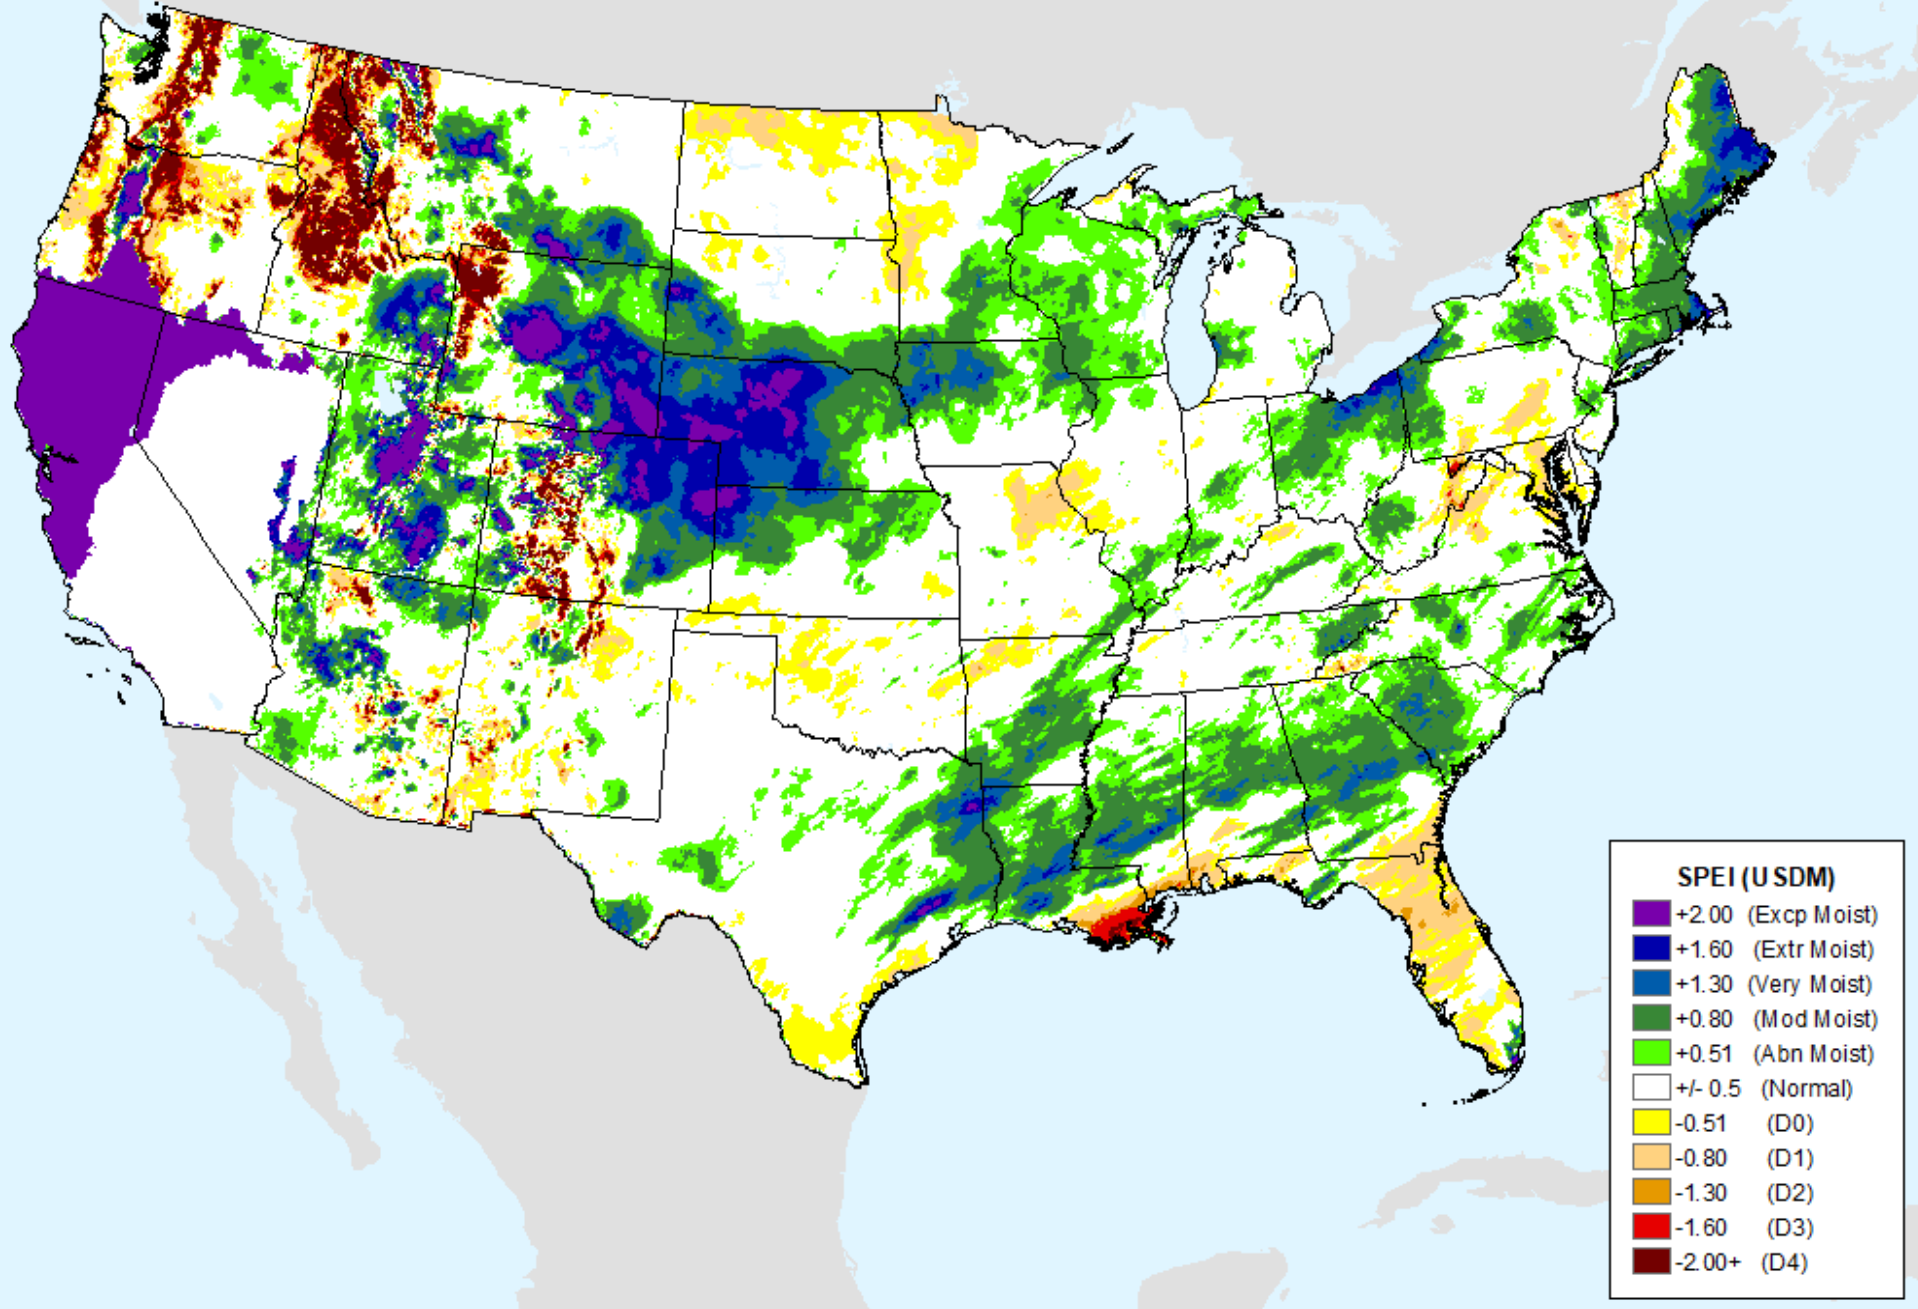 SPEI (USDM)
+2.00 (Excp Moist)
+1.60 (Extr Moist)
+1.30 (Very Moist)
+0.80 (Mod Moist)
+0.51 (Abn Moist)
+/- 0.5 (Normal)
-0.51 (D0)
-0.80 (D1)
-1.30 (D2)
-1.60 (D3)
-2.00+ (D4)